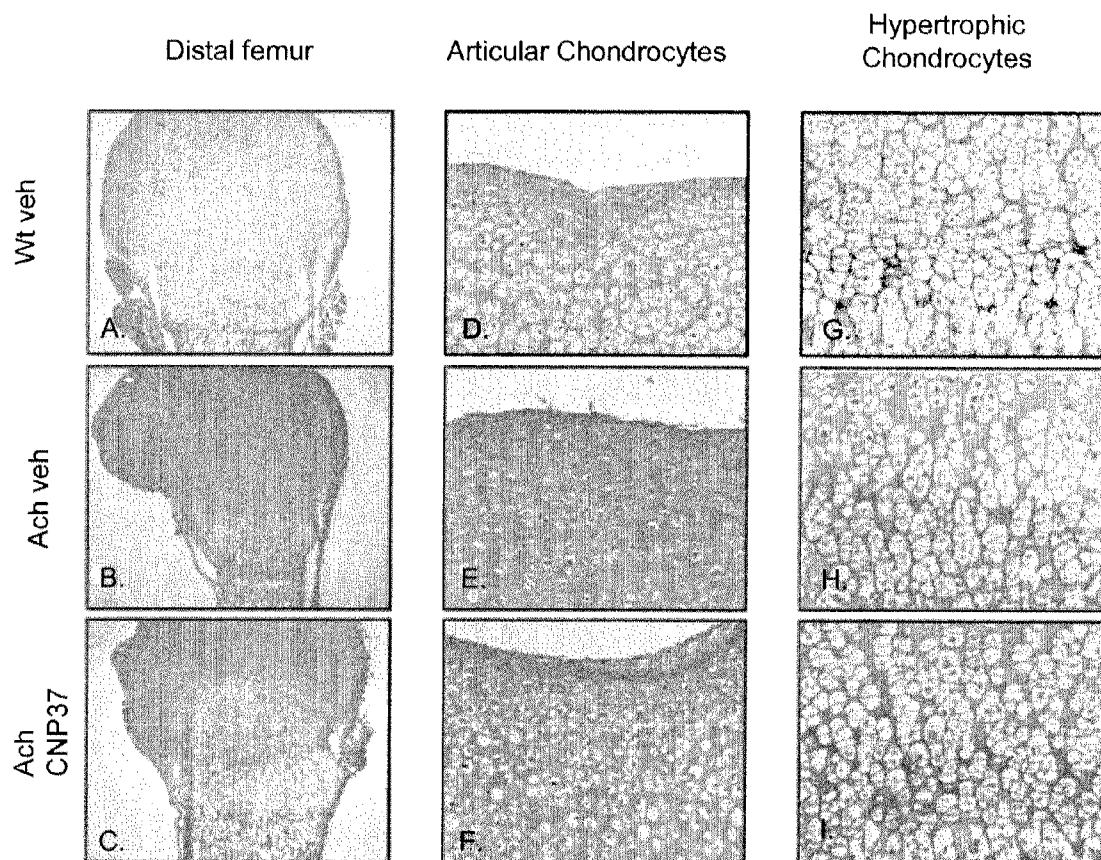 Distal femur
Articular Chondrocytes
Hypertrophic
Chondrocytes
Wt veh
A.
D.
G.
Ach veh
B.
E.
H.
Ach
CNP37
C.
F.
I.